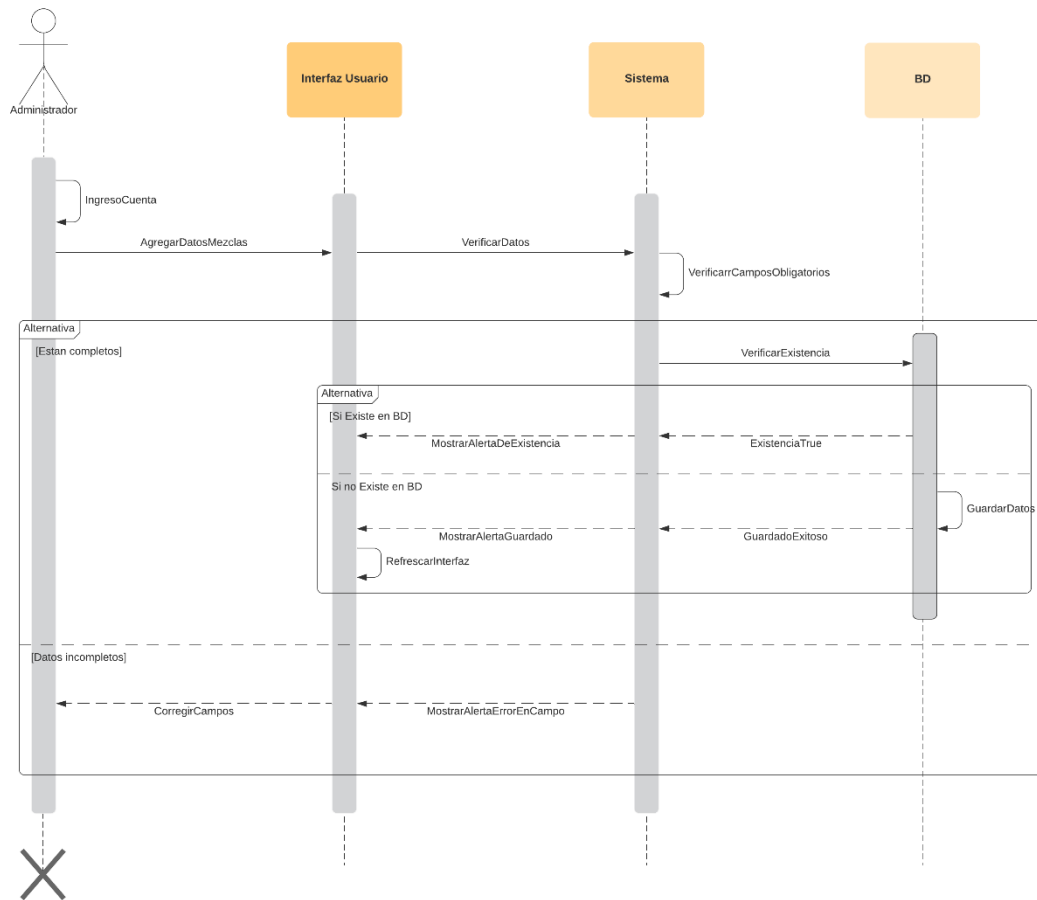 Administrador
Interfaz Usuario
Sistema
BD
IngresoCuenta
AgregarDatosMezclas
VerificarDatos
VerificarrCamposObligatorios
Alternativa
[Estan completos]
VerificarExistencia
Alternativa
[Si Existe en BD]
MostrarAlertaDeExistencia
ExistenciaTrue
Si no Existe en BD
GuardarDatos
MostrarAlertaGuardado
GuardadoExitoso
RefrescarInterfaz
[Datos incompletos]
CorregirCampos
MostrarAlertaErrorEnCampo